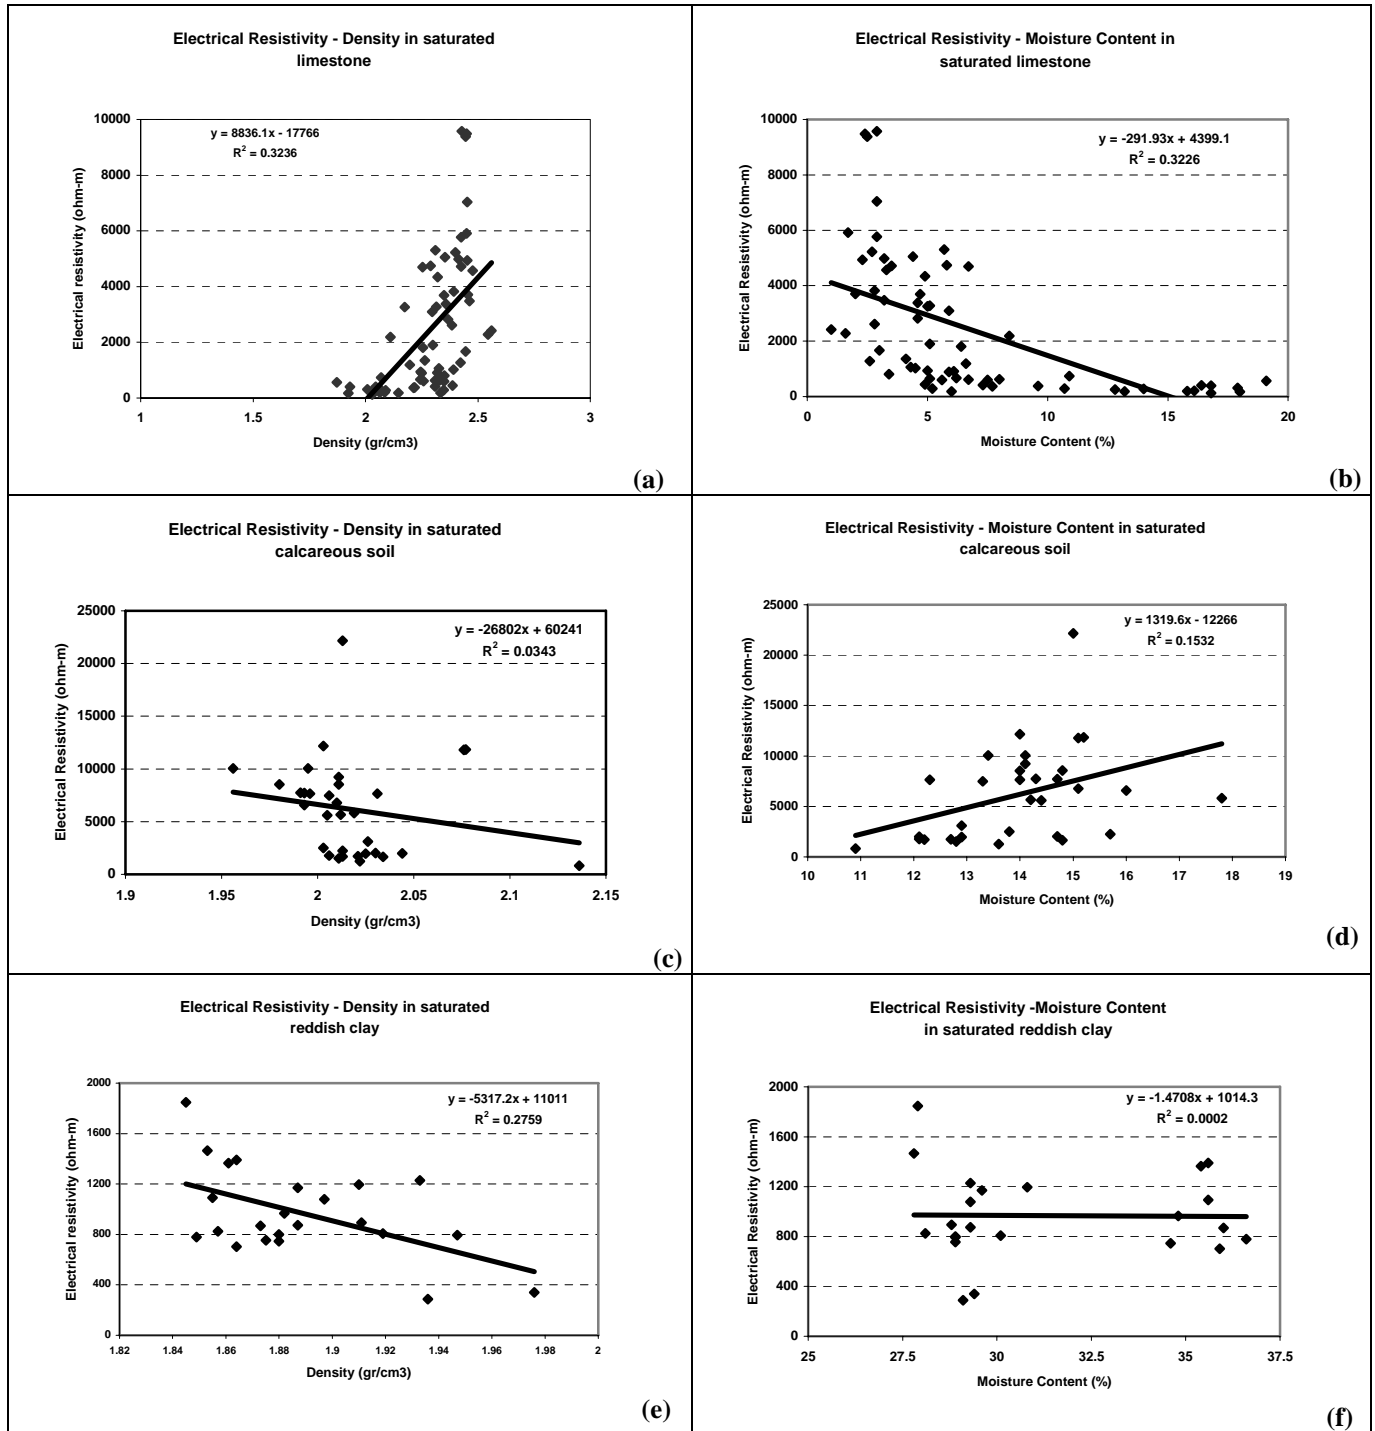 Electrical Resistivity - Density in saturated
limestone
y = 8836.1x - 17766
R2 = 0.3236
10000
8000
6000
4000
2000
0
1
1.5
2
2.5
3
Electrical resistivity (ohm-m)
Density (gr/cm3)
(a)
Electrical Resistivity - Moisture Content in
saturated limestone
y = -291.93x + 4399.1
R2 = 0.3226
10000
8000
6000
4000
2000
0
0
5
10
15
20
Electrical Resistivity (ohm-m)
Moisture Content (%)
(b)
Electrical Resistivity - Density in saturated
calcareous soil
y = -26802x + 60241
R2 = 0.0343
25000
20000
15000
10000
5000
0
1.9
1.95
2
2.05
2.1
2.15
Electrical Resistivity (ohm-m)
Density (gr/cm3)
(c)
Electrical Resistivity - Moisture Content in saturated
calcareous soil
y = 1319.6x - 12266
R2 = 0.1532
25000
20000
15000
10000
5000
0
10
11
12
13
14
15
16
17
18
19
Electrical Resistivity (ohm-m)
Moisture Content (%)
(d)
Electrical Resistivity - Density in saturated
reddish clay
y = -5317.2x + 11011
R2 = 0.2759
2000
1600
1200
800
400
0
1.82
1.84
1.86
1.88
1.9
1.92
1.94
1.96
1.98
2
Electrical resistivity (ohm-m)
Density (gr/cm3)
(e)
Electrical Resistivity -Moisture Content
in saturated reddish clay
y = -1.4708x + 1014.3
R2 = 0.0002
2000
1600
1200
800
400
0
25
27.5
30
32.5
35
37.5
Electrical Resistivity (ohm-m)
Moisture Content (%)
(f)